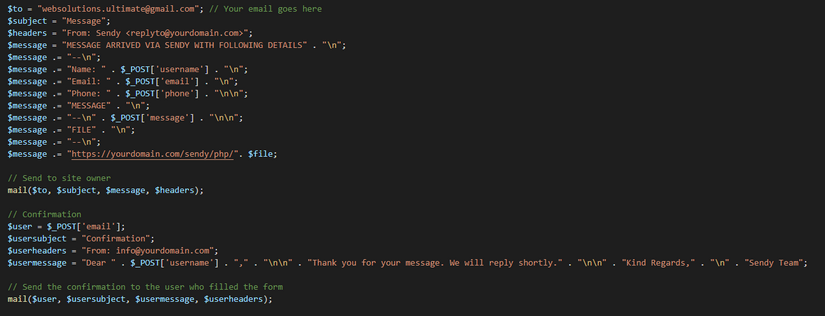 $to = "websolutions.ultimate@gmail.com"; // Your email goes here
$subject = "Message";
$headers = "From: Sendy <replyto@yourdomain.com>";
$message = "MESSAGE ARRIVED VIA SENDY WITH FOLLOWING DETAILS" . "\n";
$message .= "--\n";
$message .= "Name: " . $_POST['username'] . "\n";
$message .= "Email: " . $_POST['email'] . "\n";
$message .= "Phone: " . $_POST['phone'] . "\n\n";
$message .= "MESSAGE" . "\n";
$message .= "--\n" . $_POST['message'] . "\n\n";
$message .= "FILE" . "\n";
$message .= "--\n";
$message .= "https://yourdomain.com/sendy/php/". $file;
// Send to site owner
mail($to, $subject, $message, $headers);
// Confirmation
$user = $_POST['email'];
$usersubject = "Confirmation";
$userheaders = "From: info@yourdomain.com";
$usermessage = "Dear " . $_POST['username'] . "," . "\n\n" . "Thank you for your message. We will reply shortly." . "\n\n" . "Kind Regards," . "\n" . "Sendy Team";
// Send the confirmation to the user who filled the form
mail($user, $usersubject, $usermessage, $userheaders);